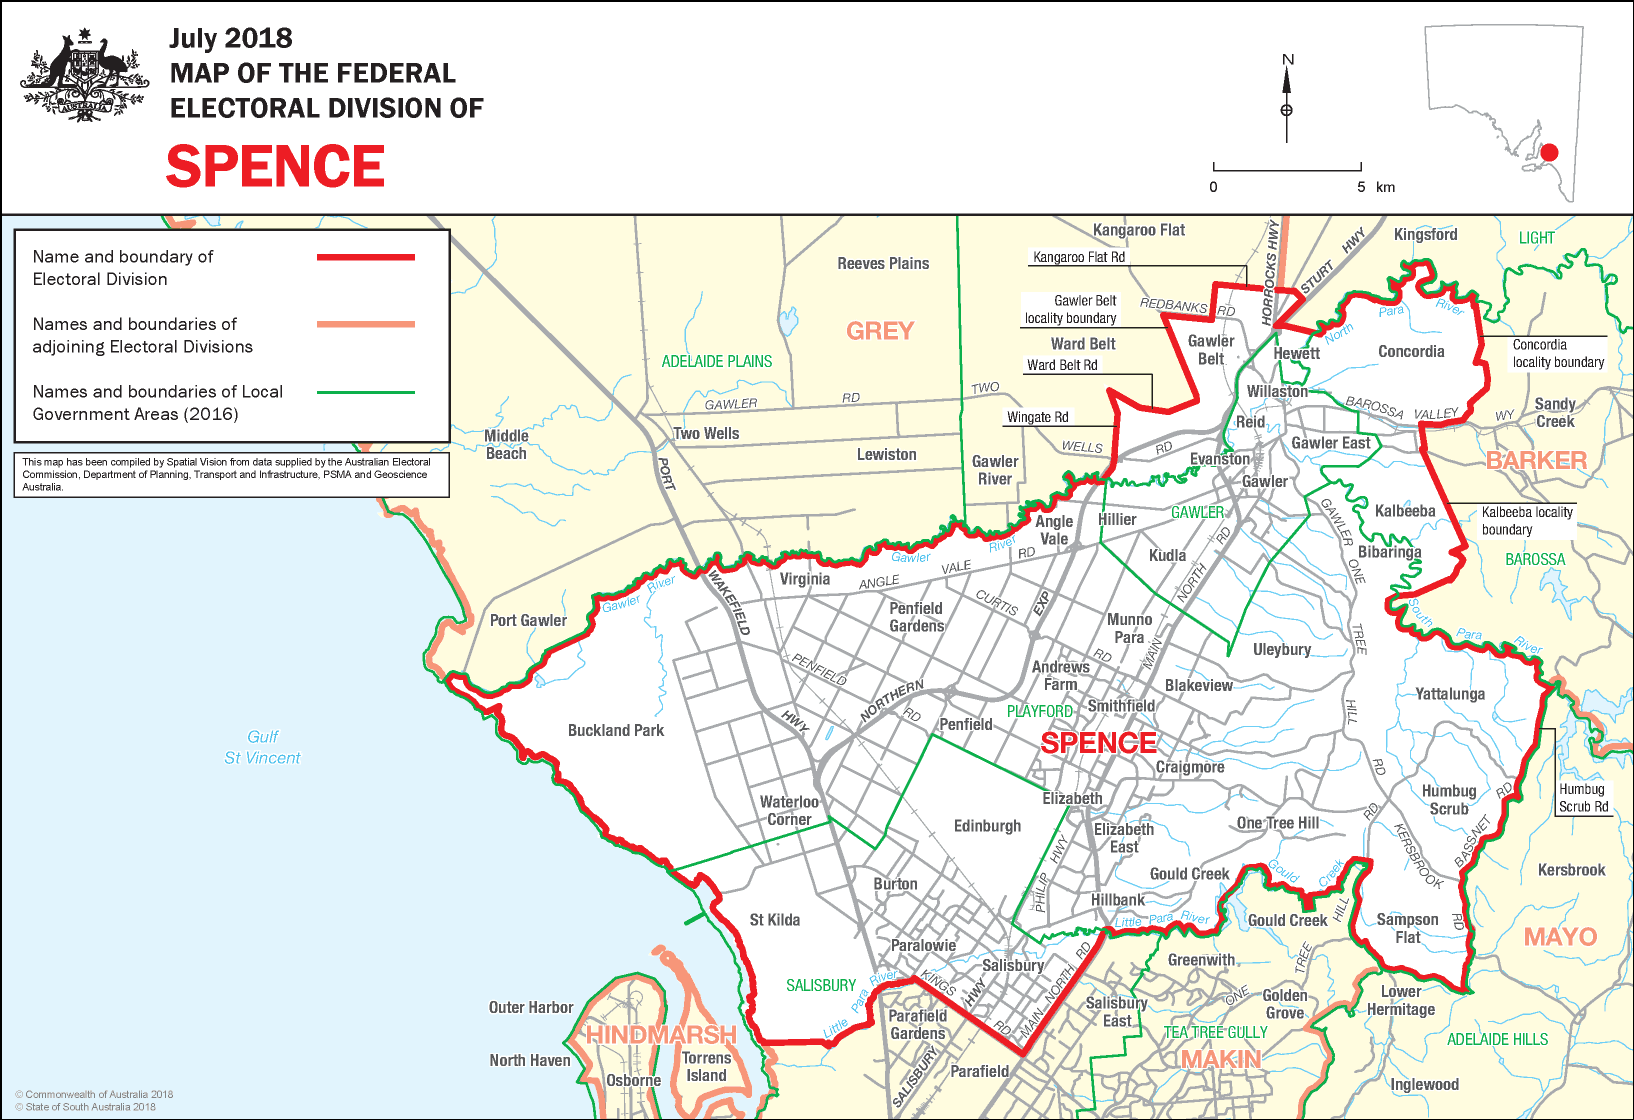 July 2018
MAP OF THE FEDERAL
ELECTORAL DIVISION OF
SPENCE
AUSTRALIA
N
0 5 km
Name and boundary of
Electoral Division
Names and boundaries of
adjoining Electoral Divisions
Names and boundaries of Local
Government Areas (2016)
This map has been compiled by Spatial Vision from data supplied by the Australian Electoral
Commission, Department of Planning, Transport and Infrastructure, PSMA and Geoscience
Australia.
Kangaroo Flat
Kingsford
LIGHT
Kangaroo Flat Rd
Reeves Plains
HORROCKS HWY
STURT HWY
Gawler Belt
locality boundary
REDBANKS RD
North Para River
GREY
Ward Belt
Gawler
Belt
Hewett
Concordia
Concordia
locality boundary
ADELAIDE PLAINS
Ward Belt Rd
Willaston
GAWLER RD
TWO
WELLS RD
Wingate Rd
BAROSSA VALLEY WY
Sandy
Creek
Reid
Middle
Beach
Two Wells
Gawler East
Lewiston
Gawler
River
Evanston
BARKER
Gawler
PORT
WAKEFIELD
HWY
Angle
Vale
Hillier
GAWLER
Kalbeeba
Kalbeeba locality
boundary
GAWLER ONE
TREE
HILL
RD
Bibaringa
BAROSSA
Gawler River
Kudla
Virginia
ANGLE VALE RD
Gawler River
CURTIS
RD
EXP
NORTHERN
MAIN NORTH RD
Port Gawler
Penfield
Gardens
Munno
Para
South Para River
Uleybury
PENFIELD
RD
Andrews
Farm
Blakeview
Yattalunga
Smithfield
PLAYFORD
Buckland Park
Penfield
SPENCE
Gulf
St Vincent
Craigmore
Waterloo
Corner
Elizabeth
Humbug
Scrub
Humbug
Scrub Rd
Edinburgh
Elizabeth
East
One Tree Hill
RD
KERSBROOK
BASSNET RD
RD
PHILIP HWY
Gould Creek
Gould Creek
Kersbrook
Burton
Hillbank
Little Para River
Gould Creek
HILL
TREE
ONE
Sampson
Flat
St Kilda
MAYO
Paralowie
Salisbury
Greenwith
SALISBURY
Little Para River
KINGS
RD
HWY
SALISBURY
MAIN NORTH RD
Golden
Grove
Lower
Hermitage
Outer Harbor
Parafield
Gardens
Salisbury
East
HINDMARSH
TEA TREE GULLY
ADELAIDE HILLS
North Haven
Torrens
Island
MAKIN
Osborne
Parafield
Inglewood
© Commonwealth of Australia 2018
© State of South Australia 2018